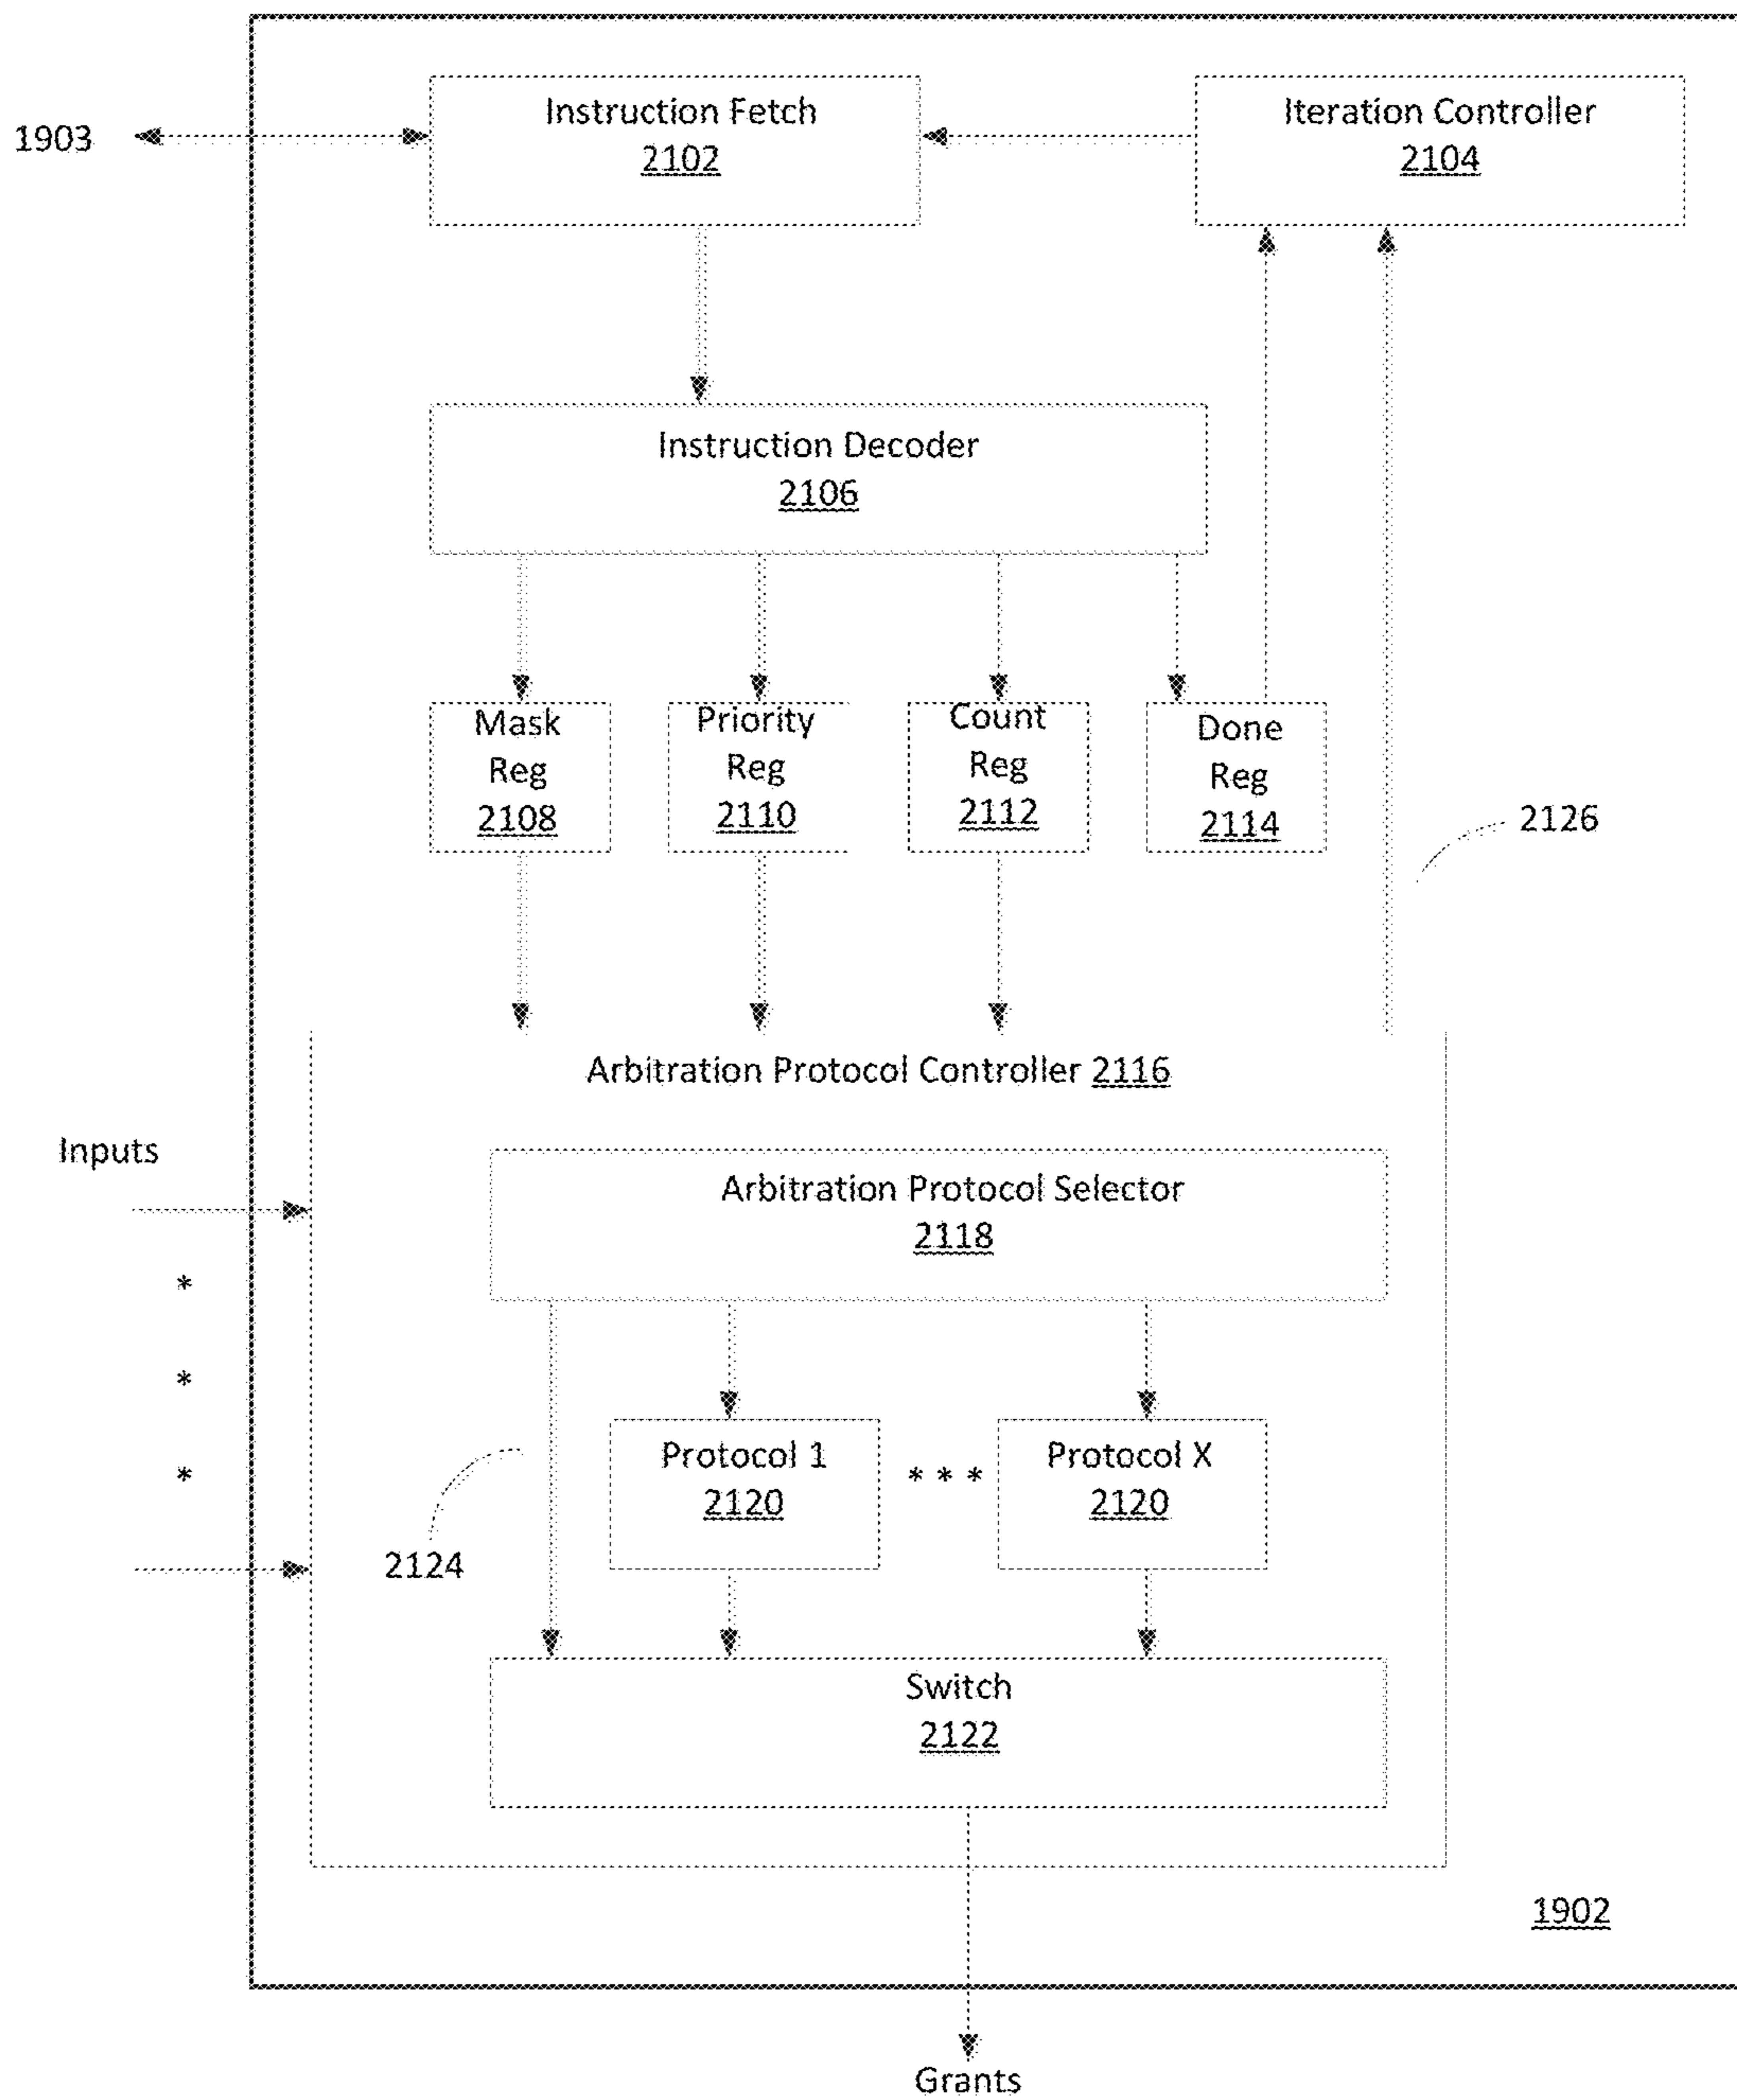 Instruction Fetch
2102
Iteration Controller
2104
1903
Instruction Decoder
2106
Mask
Reg
2108
Priority
Reg
2110
Count
Reg
2112
Done
Reg
2114
2126
Arbitration Protocol Controller 2116
Inputs
*
*
*
Arbitration Protocol Selector
2118
Protocol 1
2120
* * *
Protocol X
2120
2124
Switch
2122
1902
Grants